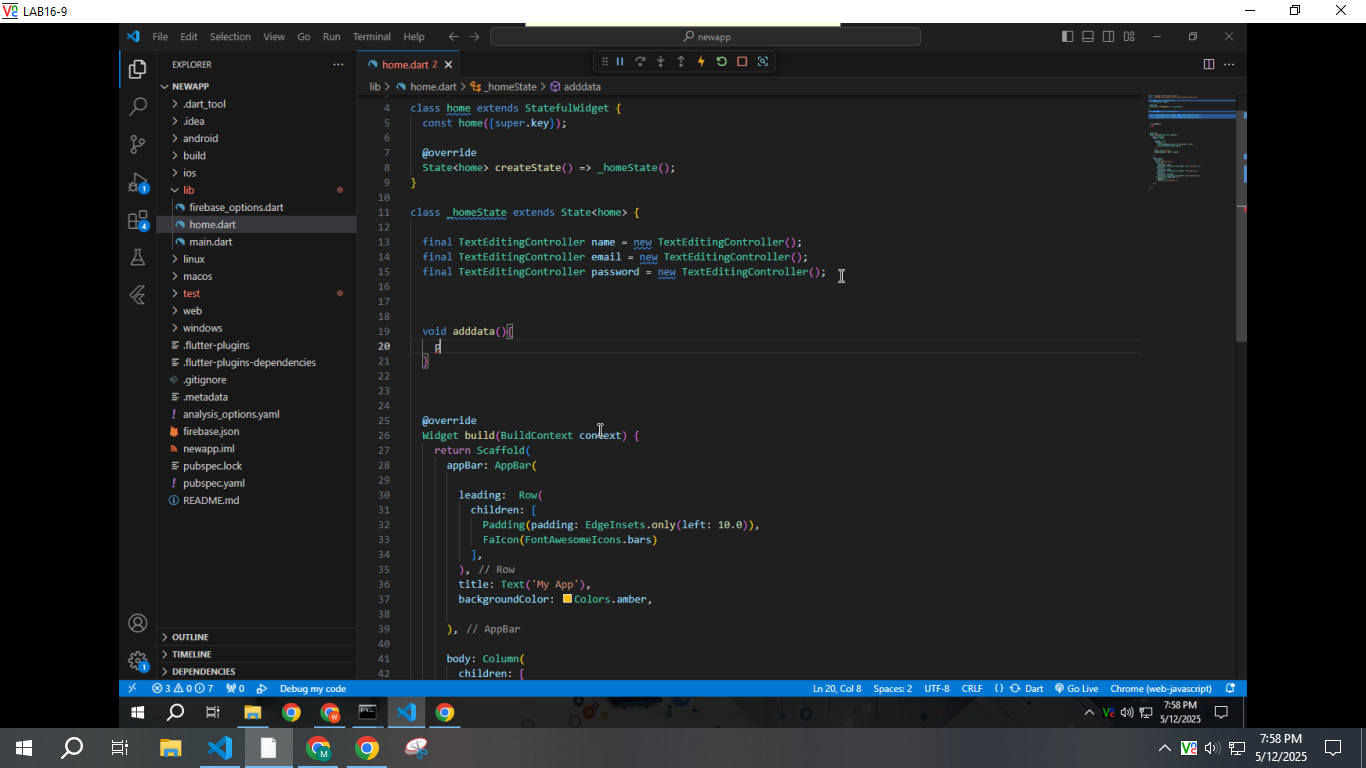 LAB16-9
File Edit Selection View Go Run Terminal Help
newapp
EXPLORER
NEWAPP
.dart_tool
.idea
android
build
ios
lib
firebase_options.dart
home.dart
main.dart
linux
macos
test
web
windows
.flutter-plugins
.flutter-plugins-dependencies
.gitignore
.metadata
analysis_options.yaml
firebase.json
newapp.iml
pubspec.lock
pubspec.yaml
README.md
OUTLINE
TIMELINE
DEPENDENCIES
1
4
1
home.dart 2
lib > home.dart > _homeState > adddata
4 class home extends StatefulWidget {
5 const home({super.key});
6
7 @override
8 State<home> createState() => _homeState();
9 }
10
11 class _homeState extends State<home> {
12
13 final TextEditingController name = new TextEditingController();
14 final TextEditingController email = new TextEditingController();
15 final TextEditingController password = new TextEditingController();
16
17
18
19 void adddata(){
20 p
21 }
22
23
24
25 @override
26 Widget build(BuildContext context) {
27 return Scaffold(
28 appBar: AppBar(
29
30 leading: Row(
31 children: [
32 Padding(padding: EdgeInsets.only(left: 10.0)),
33 FaIcon(FontAwesomeIcons.bars)
34 ],
35 ), // Row
36 title: Text('My App'),
37 backgroundColor: Colors.amber,
38
39 ), // AppBar
40
41 body: Column(
42 children: [
3 0 7 0 Debug my code Ln 20, Col 8 Spaces: 2 UTF-8 CRLF {} Dart Go Live Chrome (web-javascript)
7:58 PM
5/12/2025
7:58 PM
5/12/2025